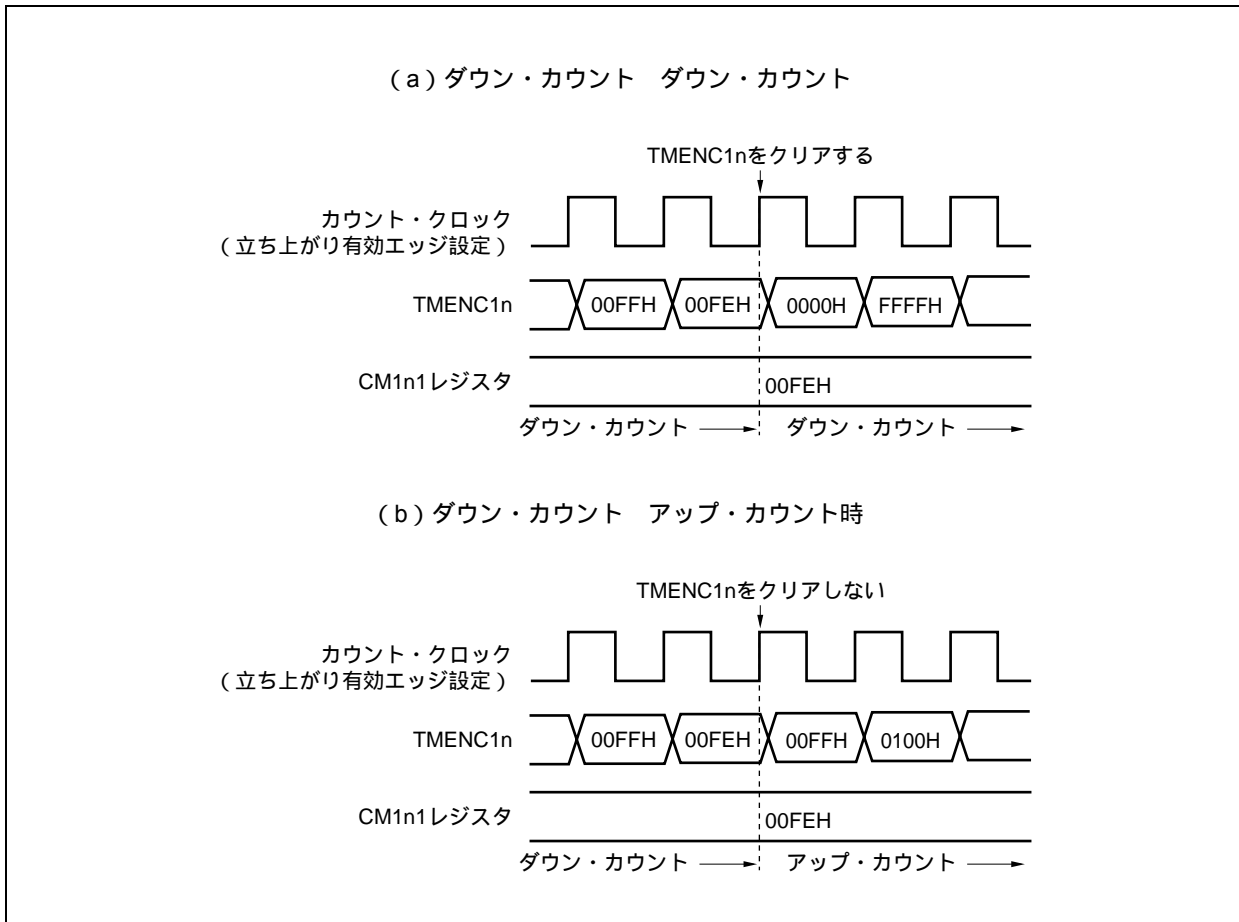 （a）ダウン・カウント　ダウン・カウント
TMENC1nをクリアする
カウント・クロック
（立ち上がり有効エッジ設定）
TMENC1n
00FFH 00FEH 0000H FFFFH
CM1n1レジスタ
00FEH
ダウン・カウント ダウン・カウント
（b）ダウン・カウント　アップ・カウント時
TMENC1nをクリアしない
カウント・クロック
（立ち上がり有効エッジ設定）
TMENC1n
00FFH 00FEH 00FFH 0100H
CM1n1レジスタ
00FEH
ダウン・カウント アップ・カウント